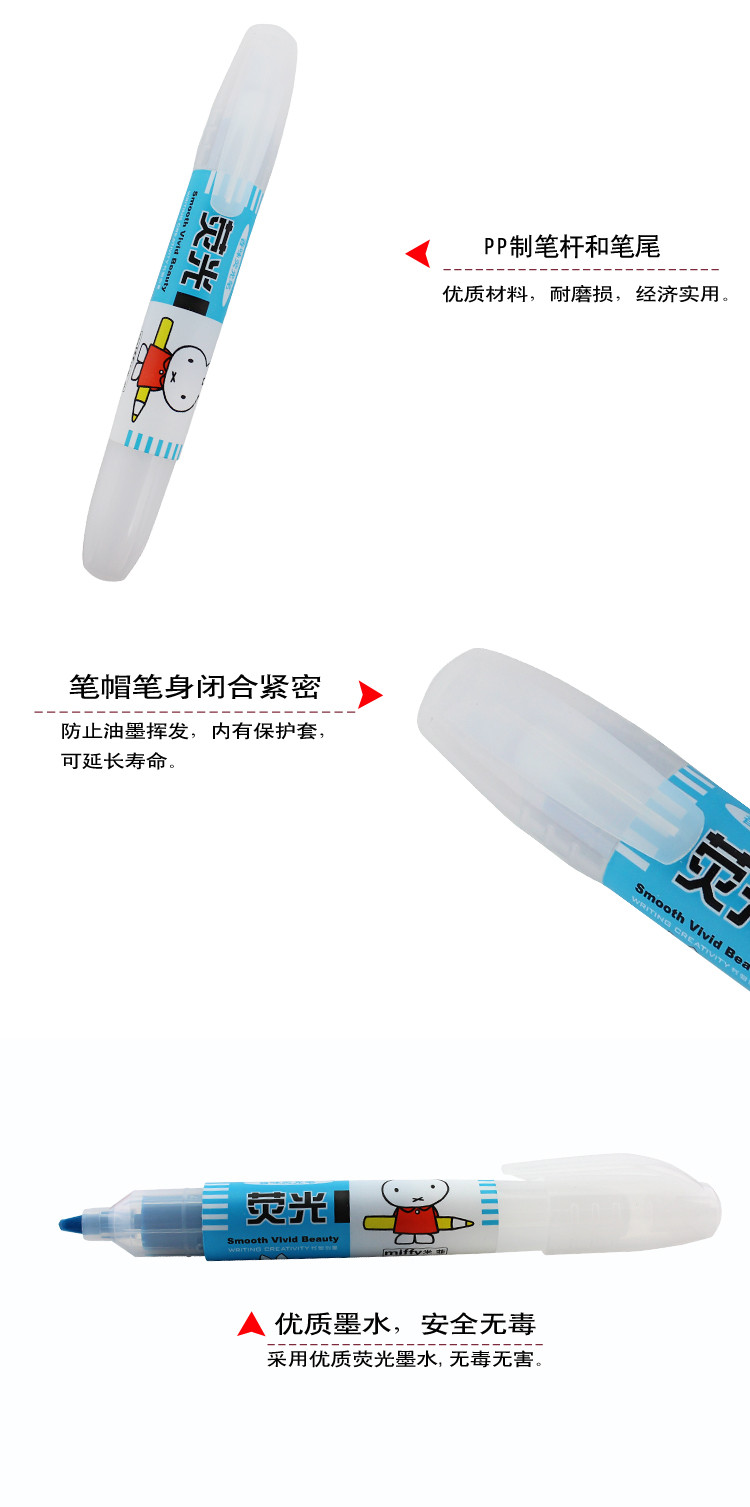 荧光
Smooth Vivid Beauty
PP制笔杆和笔尾
优质材料，耐磨损，经济实用。
笔帽笔身闭合紧密
防止油墨挥发，内有保护套，
可延长寿命。
荧光
Smooth Vivid Bea
WRITING CREATIVITY
荧光
Smooth Vivid Beauty
WRITING CREATIVITY
miffy米菲
优质墨水，安全无毒
采用优质荧光墨水,无毒无害。